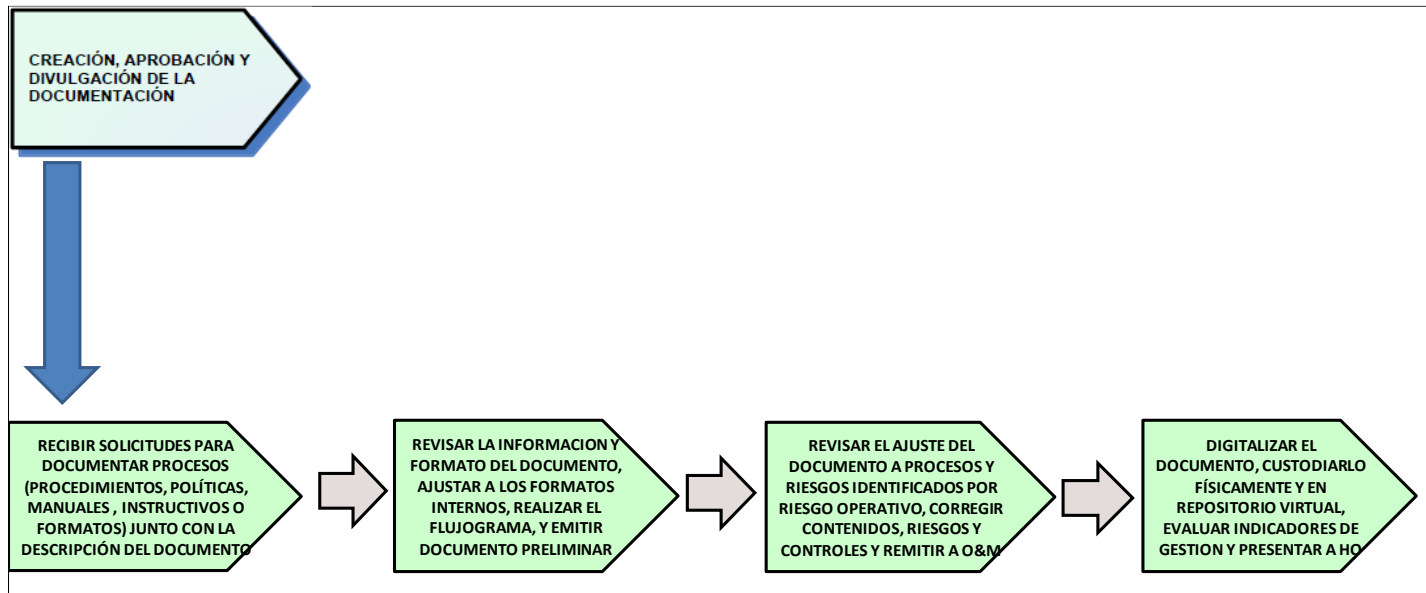 CREACIÓN, APROBACIÓN Y
DIVULGACIÓN DE LA
DOCUMENTACIÓN
RECIBIR SOLICITUDES PARA
DOCUMENTAR PROCESOS
(PROCEDIMIENTOS, POLÍTICAS,
MANUALES , INSTRUCTIVOS O
FORMATOS) JUNTO CON LA
DESCRIPCIÓN DEL DOCUMENTO
REVISAR LA INFORMACION Y
FORMATO DEL DOCUMENTO,
AJUSTAR A LOS FORMATOS
INTERNOS, REALIZAR EL
FLUJOGRAMA, Y EMITIR
DOCUMENTO PRELIMINAR
REVISAR EL AJUSTE DEL
DOCUMENTO A PROCESOS Y
RIESGOS IDENTIFICADOS POR
RIESGO OPERATIVO, CORREGIR
CONTENIDOS, RIESGOS Y
CONTROLES Y REMITIR A O&M
DIGITALIZAR EL
DOCUMENTO, CUSTODIARLO
FÍSICAMENTE Y EN
REPOSITORIO VIRTUAL,
EVALUAR INDICADORES DE
GESTION Y PRESENTAR A HO